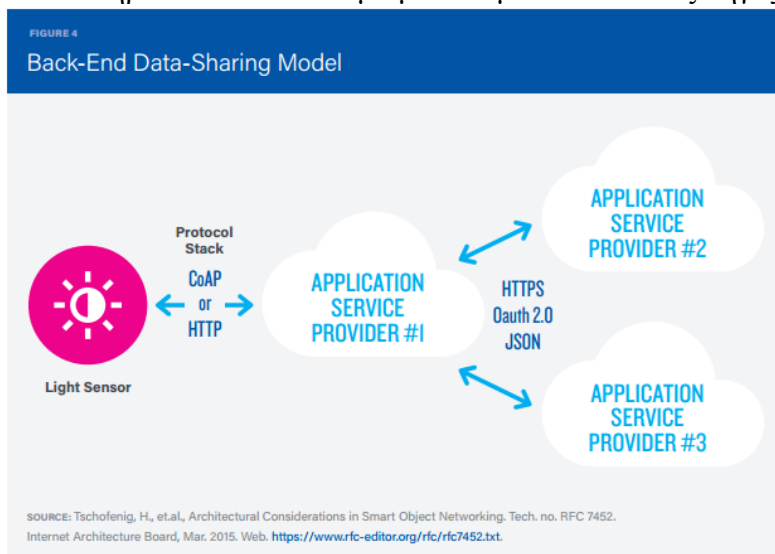 FIGURE 4
Back-End Data-Sharing Model
Protocol
Stack
CoAP
or
HTTP
Light Sensor
APPLICATION
SERVICE
PROVIDER #1
HTTPS
Oauth 2.0
JSON
APPLICATION
SERVICE
PROVIDER #2
APPLICATION
SERVICE
PROVIDER #3
SOURCE: Tschofenig, H., et.al., Architectural Considerations in Smart Object Networking. Tech. no. RFC 7452.
Internet Architecture Board, Mar. 2015. Web. https://www.rfc-editor.org/rfc/rfc7452.txt.